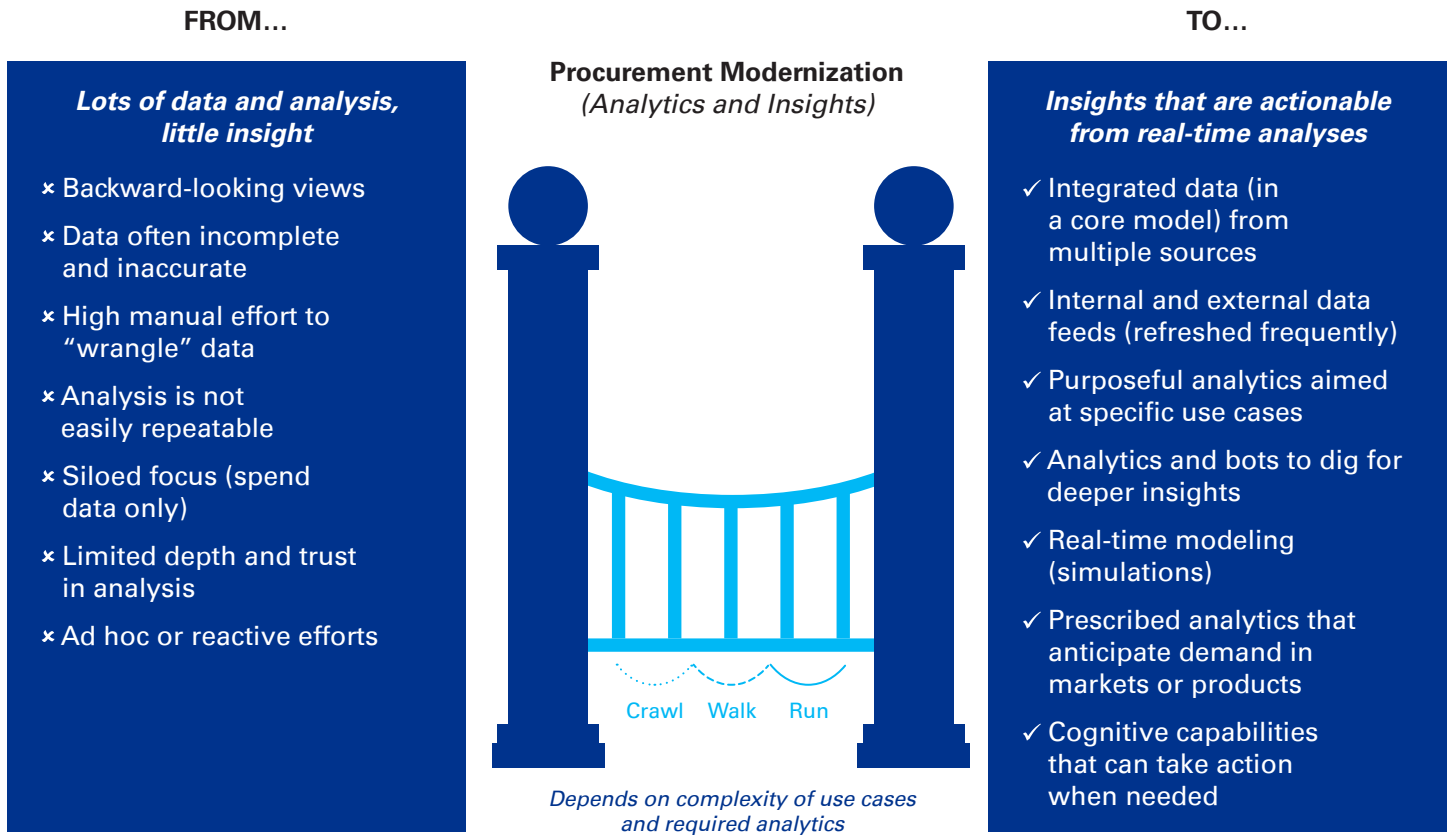 FROM…
Lots of data and analysis,
little insight
× Backward-looking views
× Data often incomplete
and inaccurate
× High manual effort to
“wrangle” data
× Analysis is not
easily repeatable
× Siloed focus (spend
data only)
× Limited depth and trust
in analysis
× Ad hoc or reactive efforts
Procurement Modernization
(Analytics and Insights)
Crawl Walk Run
Depends on complexity of use cases
and required analytics
TO…
Insights that are actionable
from real-time analyses
✓ Integrated data (in
a core model) from
multiple sources
✓ Internal and external data
feeds (refreshed frequently)
✓ Purposeful analytics aimed
at specific use cases
✓ Analytics and bots to dig for
deeper insights
✓ Real-time modeling
(simulations)
✓ Prescribed analytics that
anticipate demand in
markets or products
✓ Cognitive capabilities
that can take action
when needed